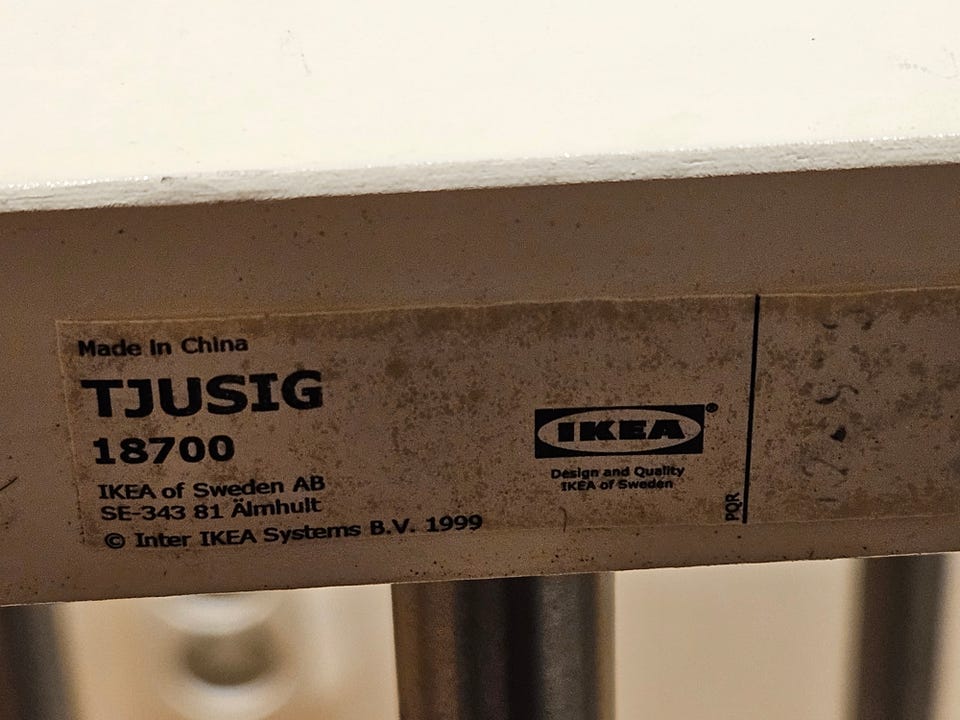 Made in China
TJUSIG
18700
IKEA of Sweden AB
SE-343 81 Älmhult
© Inter IKEA Systems B.V. 1999
IKEA®
Design and Quality
IKEA of Sweden
PQR